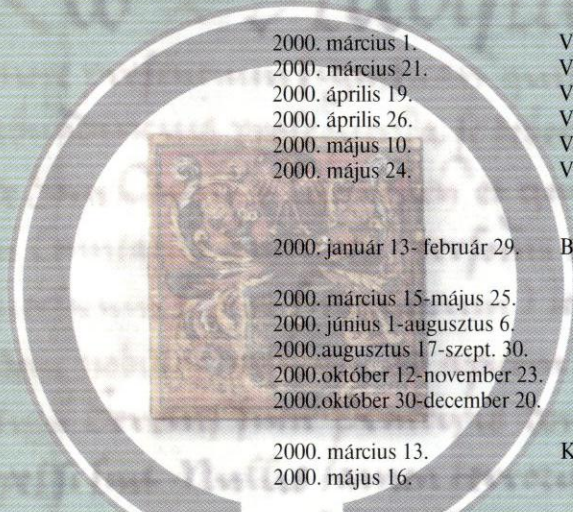 2000. március 1. V
2000. március 21. V
2000. április 19. V
2000. április 26. V
2000. május 10. V
2000. május 24. V
2000. január 13- február 29. B
2000. március 15-május 25.
2000. június 1-augusztus 6.
2000.augusztus 17-szept. 30.
2000.október 12-november 23.
2000.október 30-december 20.
2000. március 13. K
2000. május 16.